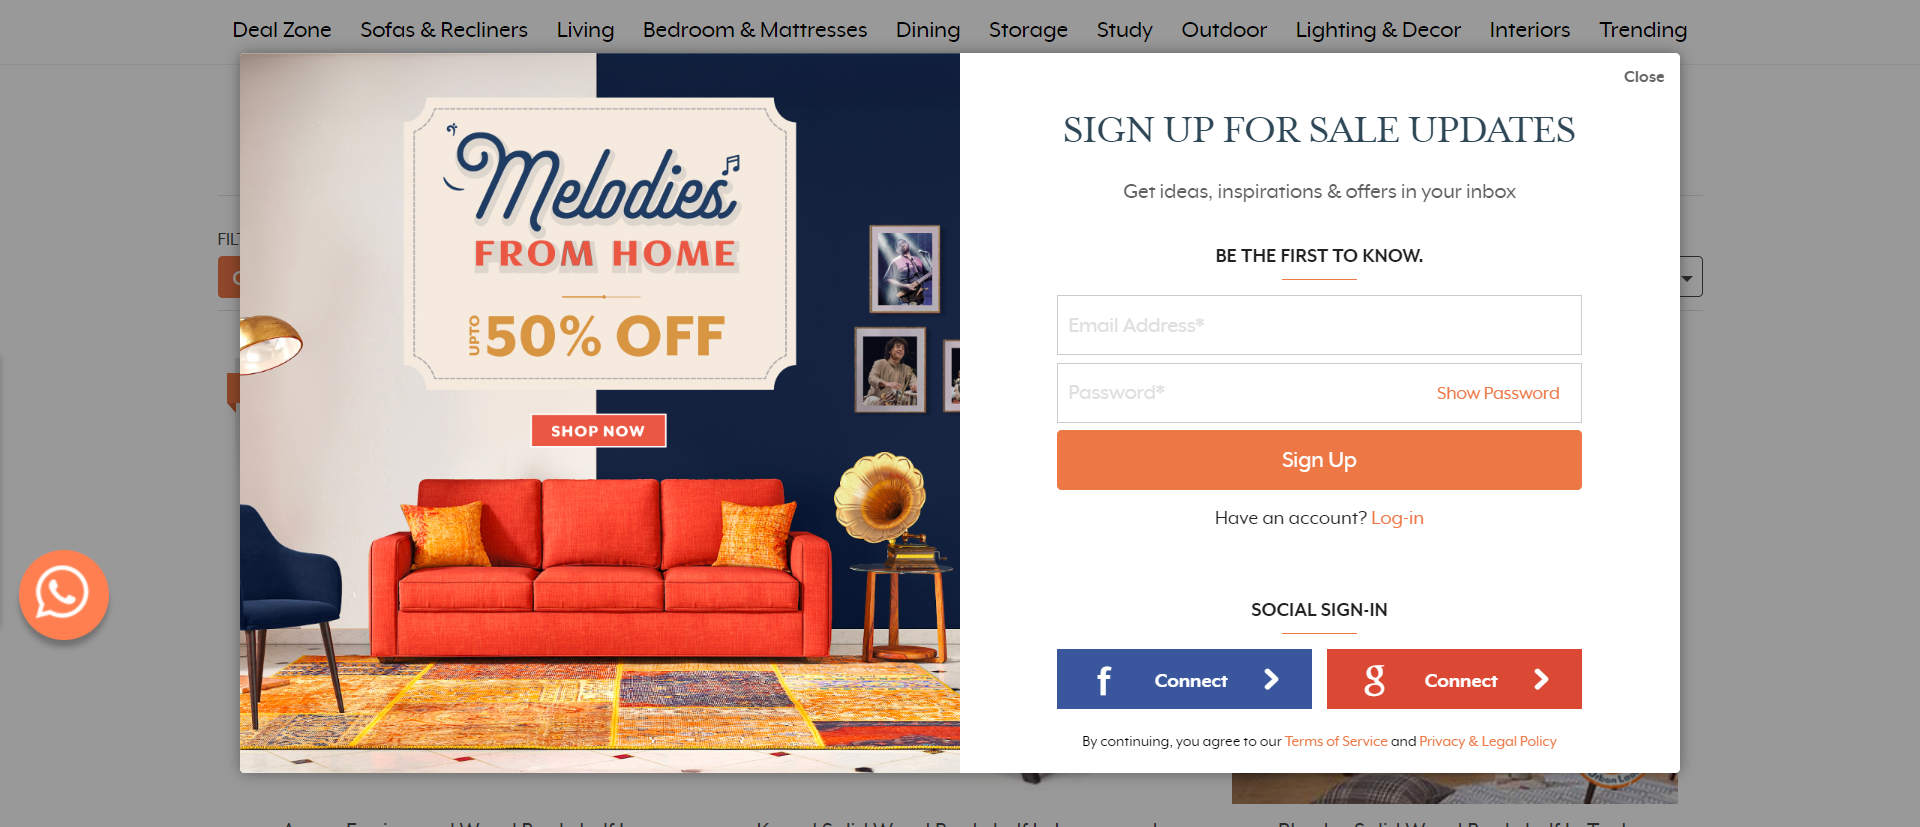 Deal Zone Sofas & Recliners Living Bedroom & Mattresses Dining Storage Study Outdoor Lighting & Decor Interiors Trending
Close
Melodies
FROM HOME
UPTO
50% OFF
SHOP NOW
SIGN UP FOR SALE UPDATES
Get ideas, inspirations & offers in your inbox
BE THE FIRST TO KNOW.
Email Address*
Password* Show Password
Sign Up
Have an account? Log-in
SOCIAL SIGN-IN
f Connect
g Connect
By continuing, you agree to our Terms of Service and Privacy & Legal Policy